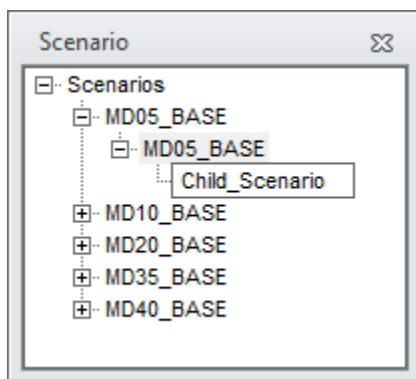 Scenario
Scenarios
MD05_BASE
MD05_BASE
Child_Scenario
MD10_BASE
MD20_BASE
MD35_BASE
MD40_BASE